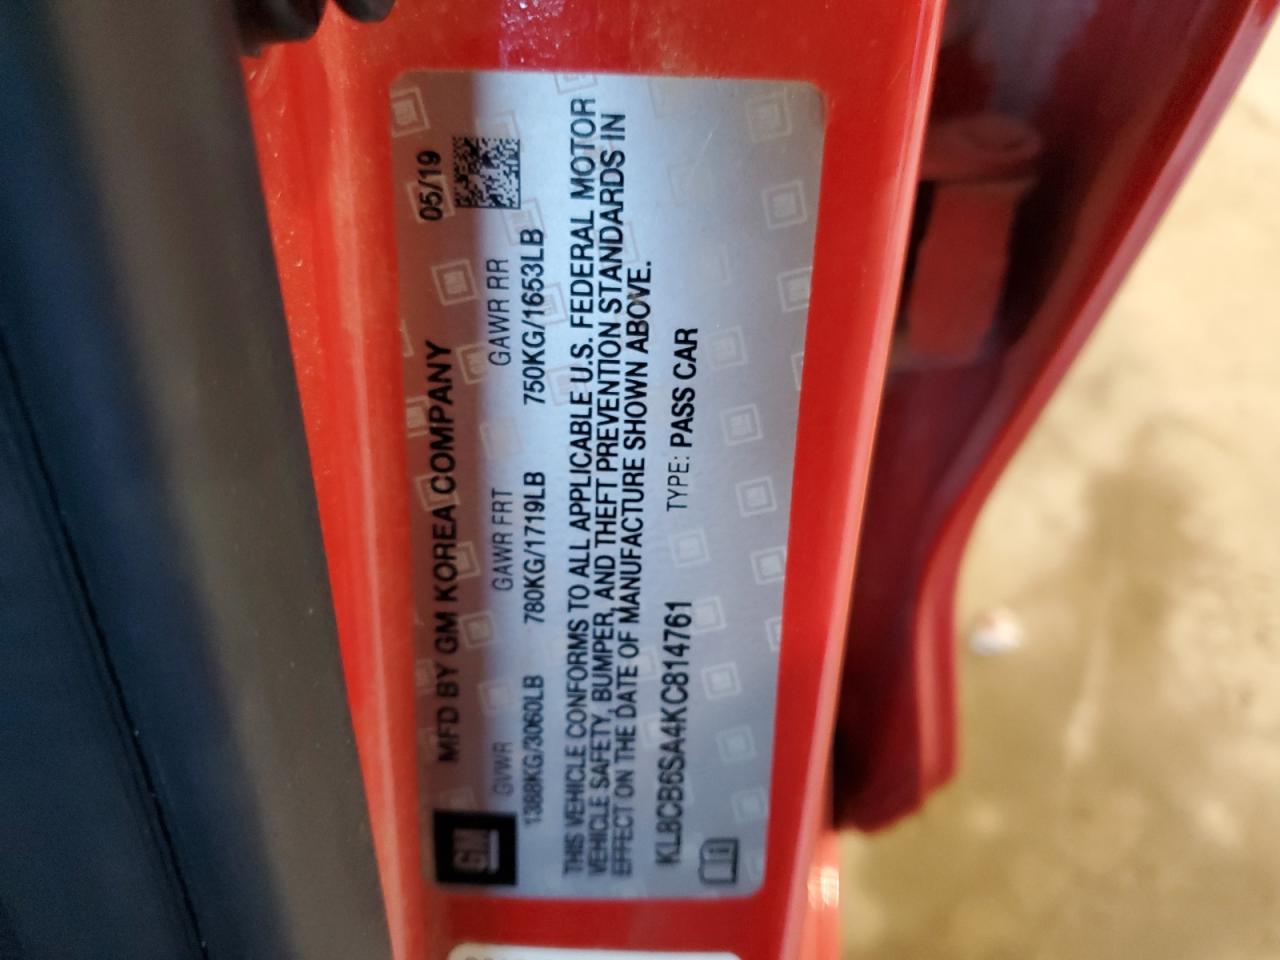 GM
MFD BY GM KOREA COMPANY 05/19
GVWR GAWR FRT GAWR RR
1388KG/3060LB 780KG/1719LB 750KG/1653LB
THIS VEHICLE CONFORMS TO ALL APPLICABLE U.S. FEDERAL MOTOR
VEHICLE SAFETY, BUMPER, AND THEFT PREVENTION STANDARDS IN
EFFECT ON THE DATE OF MANUFACTURE SHOWN ABOVE.
KL8CB6SA4KC814761 TYPE: PASS CAR